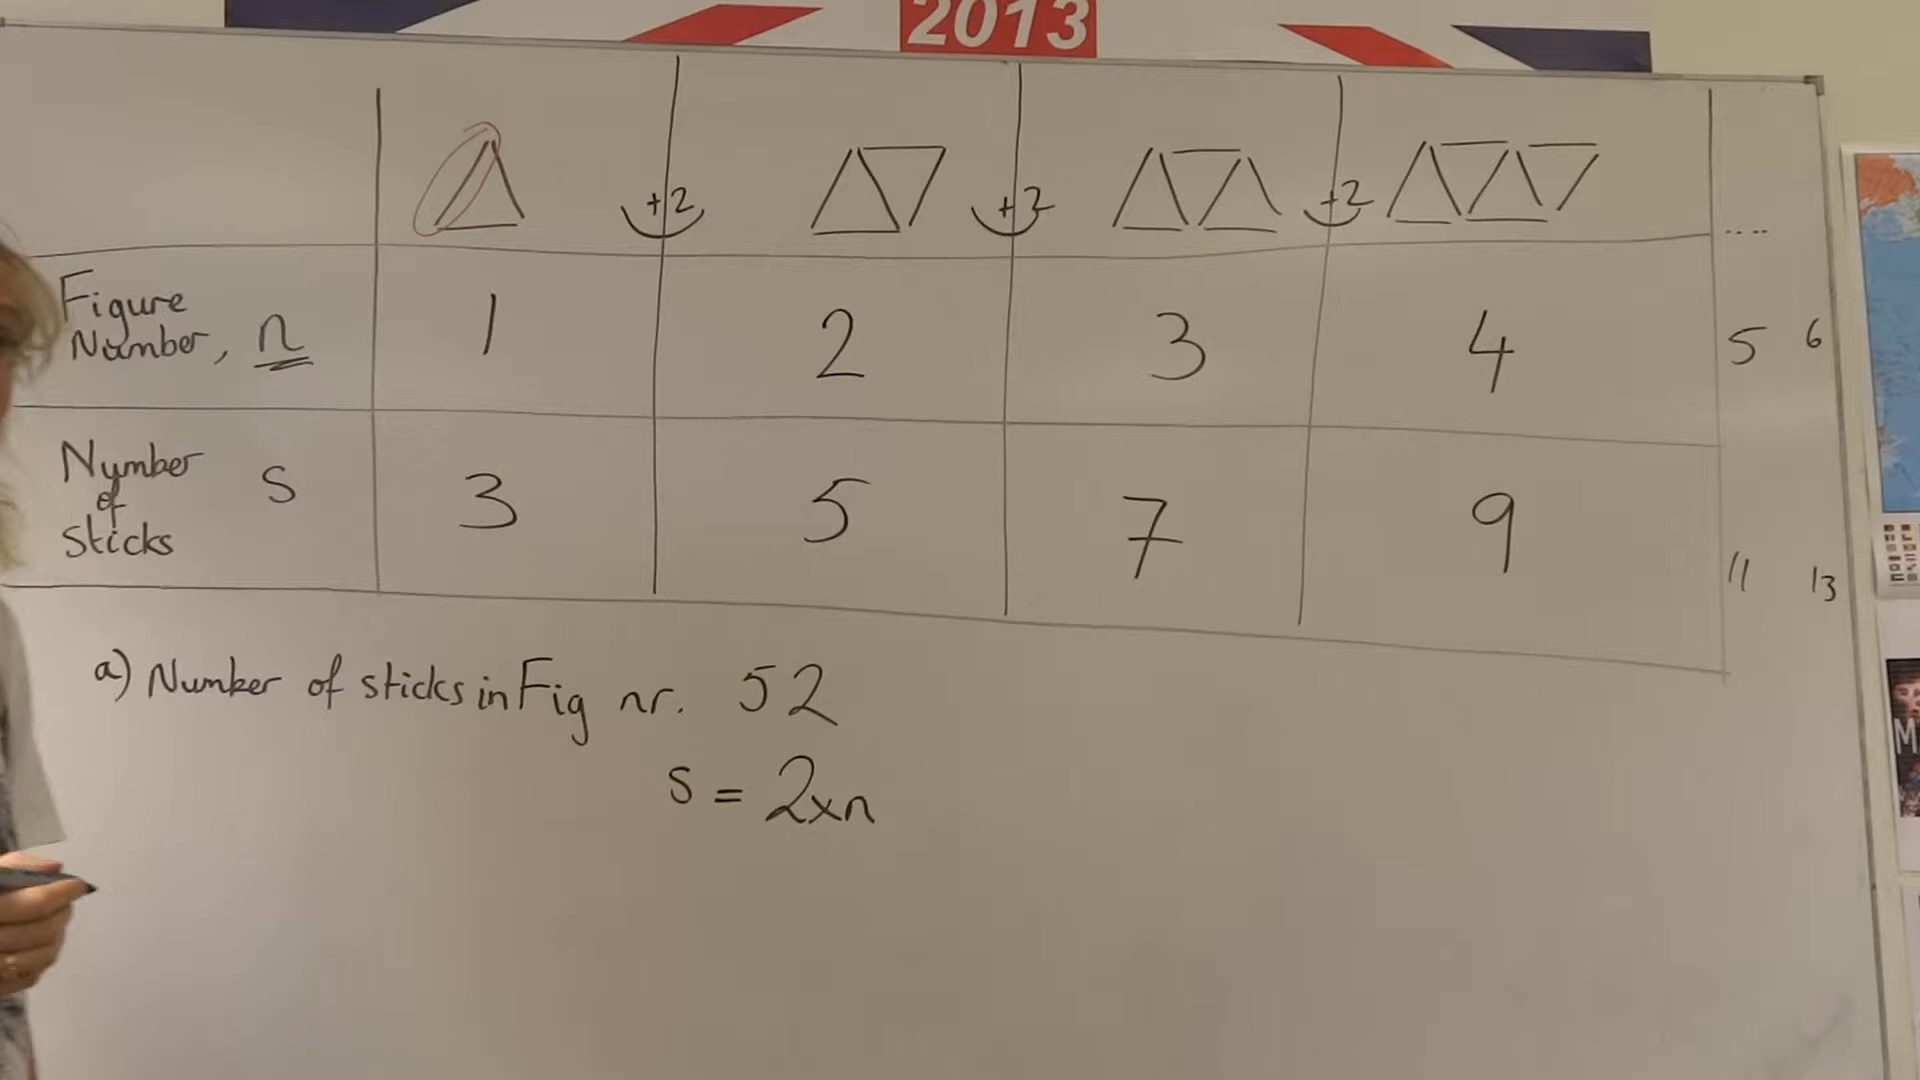 2013
+2 +2 +2
....
Figure
Number, n 1 2 3 4 5 6
Number
of
Sticks S 3 5 7 9 11 13
a) Number of sticks in Fig nr. 52
S = 2xn
M